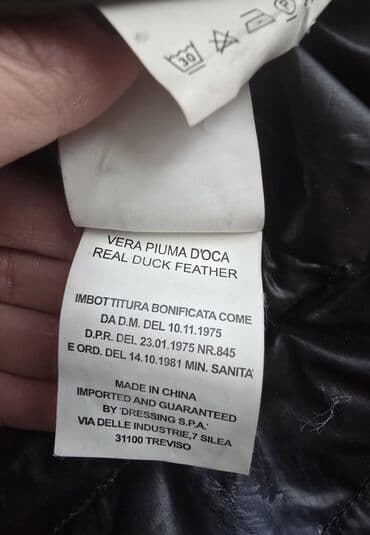 30
P
VERA PIUMA D'OCA
REAL DUCK FEATHER
IMBOTTITURA BONIFICATA COME
DA D.M. DEL 10.11.1975
D.P.R. DEL 23.01.1975 NR.845
E ORD. DEL 14.10.1981 MIN. SANITA'
MADE IN CHINA
IMPORTED AND GUARANTEED
BY 'DRESSING S.P.A.'
VIA DELLE INDUSTRIE,7 SILEA
31100 TREVISO